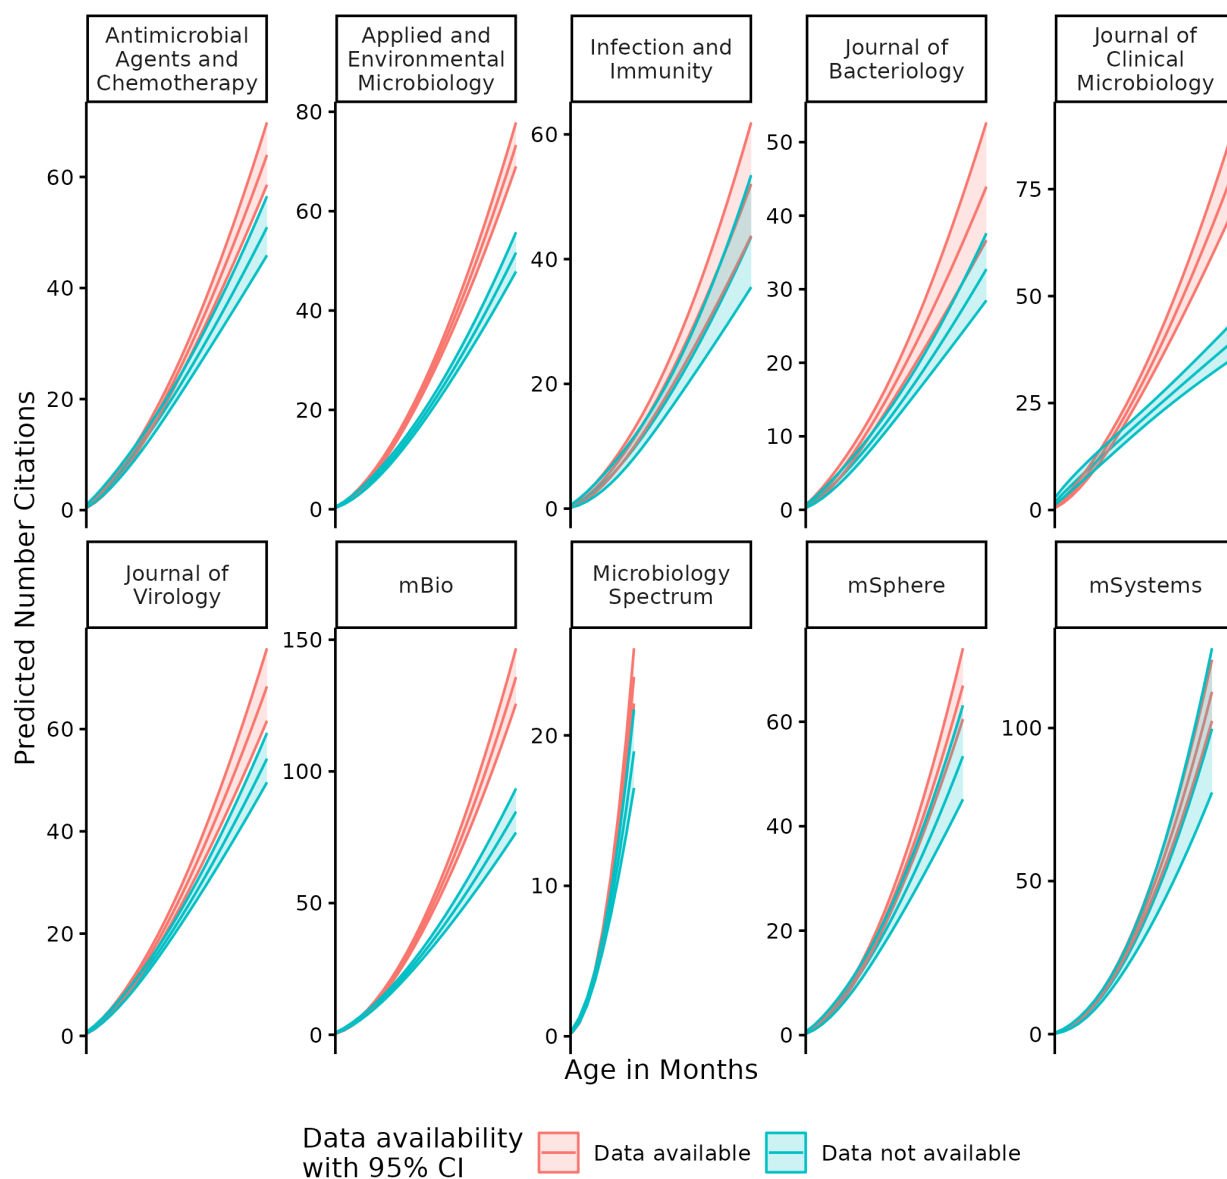 Antimicrobial
Agents and
Chemotherapy
Applied and
Environmental
Microbiology
Infection and
Immunity
Journal of
Bacteriology
Journal of
Clinical
Microbiology
60
40
20
0
80
60
40
20
0
60
40
20
0
50
40
30
20
10
0
75
50
25
0
Predicted Number Citations
Journal of
Virology
mBio
Microbiology
Spectrum
mSphere
mSystems
60
40
20
0
150
100
50
0
20
10
0
60
40
20
0
100
50
0
Age in Months
Data availability
with 95% CI
Data available
Data not available